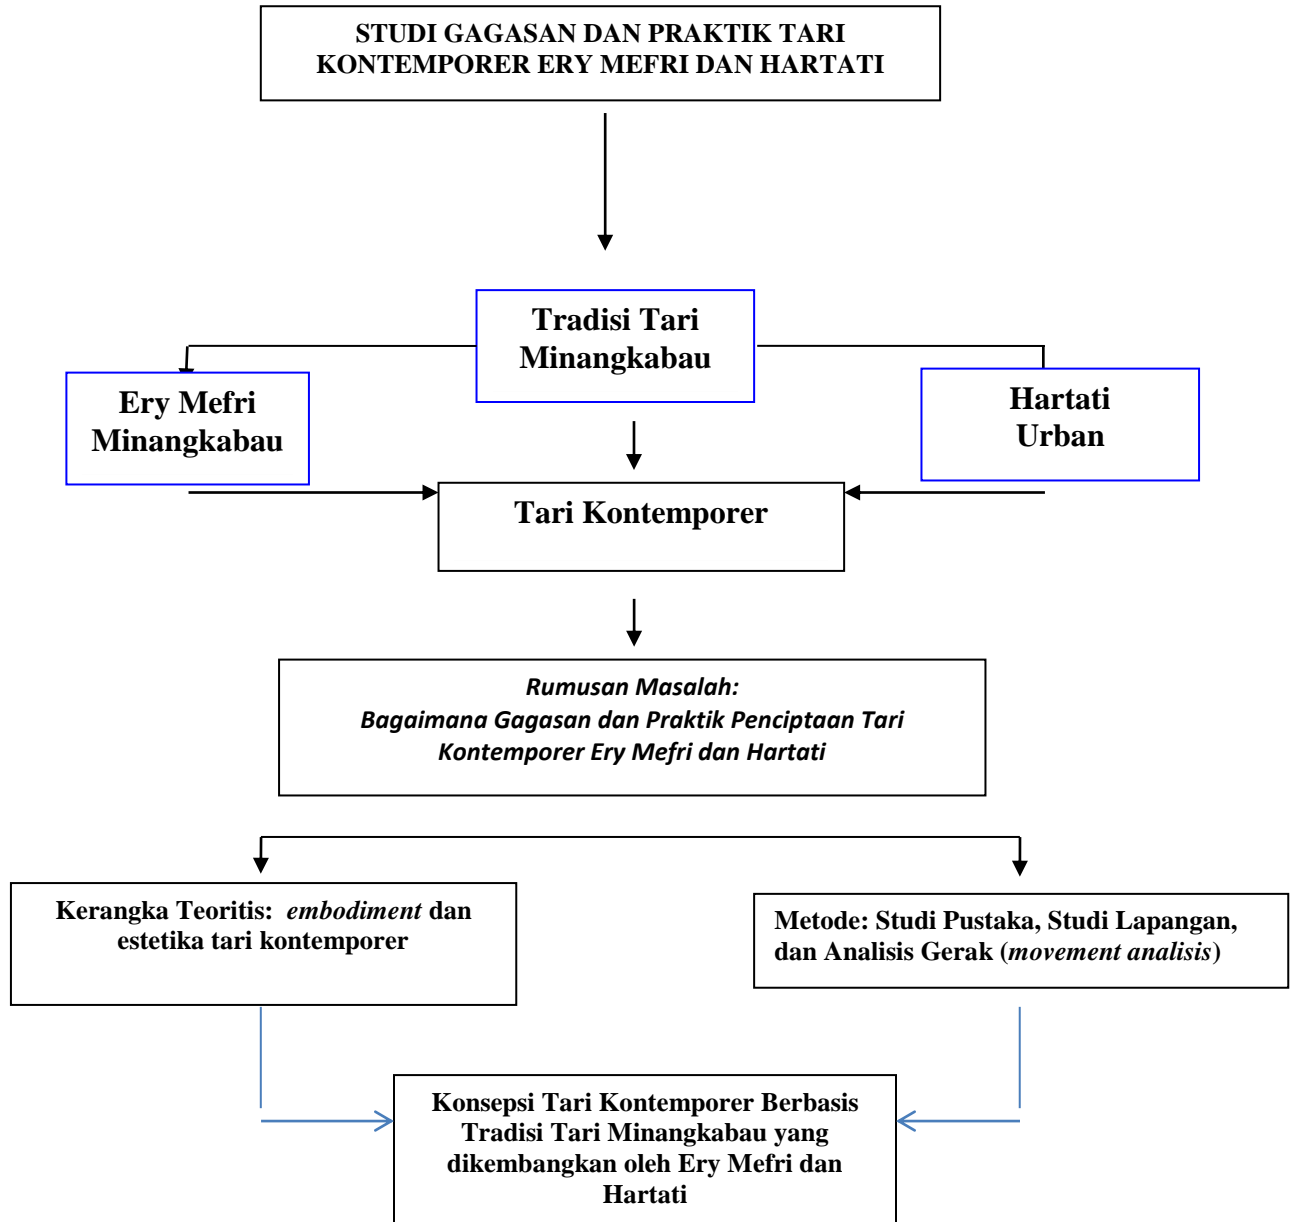 STUDI GAGASAN DAN PRAKTIK TARI
KONTEMPORER ERY MEFRI DAN HARTATI
Tradisi Tari
Minangkabau
Ery Mefri
Minangkabau
Hartati
Urban
Tari Kontemporer
Rumusan Masalah:
Bagaimana Gagasan dan Praktik Penciptaan Tari
Kontemporer Ery Mefri dan Hartati
Kerangka Teoritis: embodiment dan
estetika tari kontemporer
Metode: Studi Pustaka, Studi Lapangan,
dan Analisis Gerak (movement analisis)
Konsepsi Tari Kontemporer Berbasis
Tradisi Tari Minangkabau yang
dikembangkan oleh Ery Mefri dan
Hartati